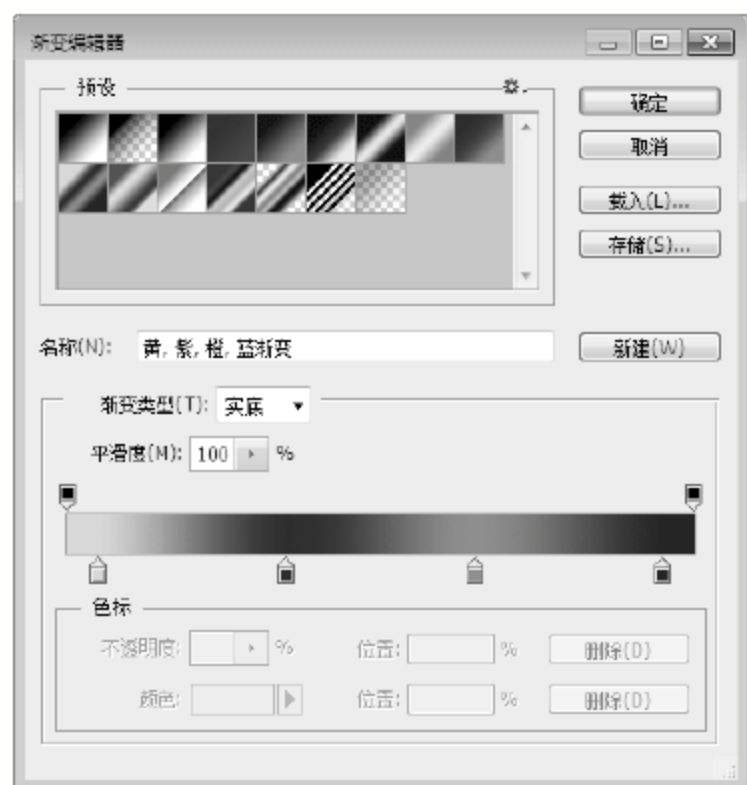 渐变编辑器
预设
确定
取消
载入(L)...
存储(S)...
名称(N): 黄, 紫, 橙, 蓝渐变 新建(W)
渐变类型(T): 实底
平滑度(M): 100 %
色标
不透明度: % 位置: % 删除(D)
颜色: 位置: % 删除(D)